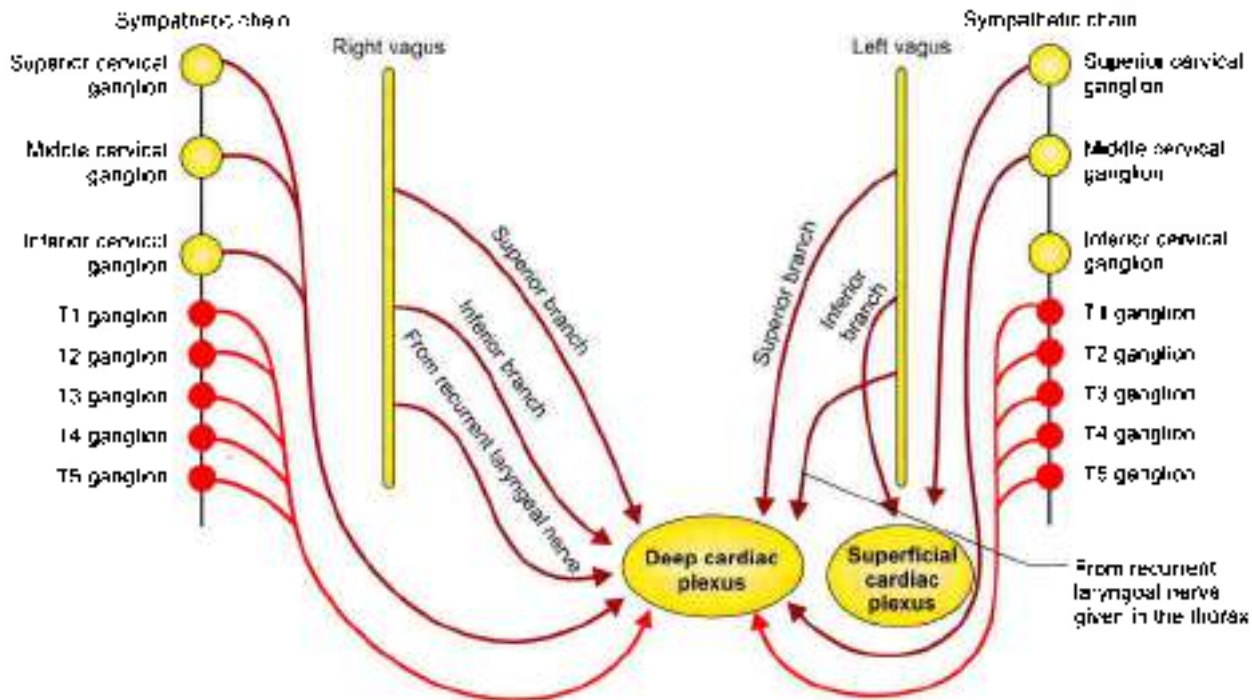 Sympathetic chain
Right vagus
Left vagus
Sympathetic chain
Superior cervical
ganglion
Middle cervical
ganglion
Inferior cervical
ganglion
T1 ganglion
T2 ganglion
T3 ganglion
T4 ganglion
T5 ganglion
Superior branch
Inferior branch
From recurrent laryngeal nerve
Superior branch
Inferior
branch
Superior cervical
ganglion
Middle cervical
ganglion
Inferior cervical
ganglion
T1 ganglion
T2 ganglion
T3 ganglion
T4 ganglion
T5 ganglion
Deep cardiac
plexus
Superficial
cardiac
plexus
From recurrent
laryngeal nerve
given in the thorax